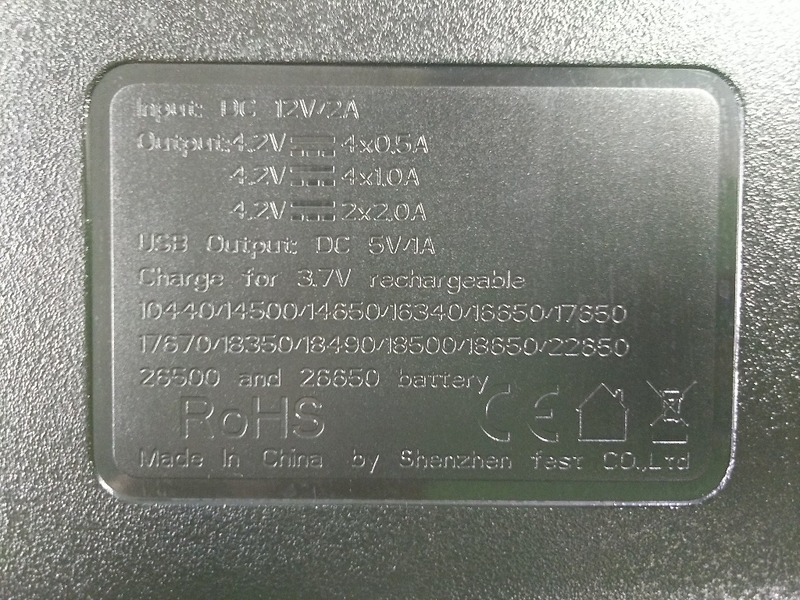 Input: DC 12V/2A
Output:4.2V⎓4x0.5A
4.2V⎓4x1.0A
4.2V⎓2x2.0A
USB Output: DC 5V/1A
Charge for 3.7V rechargeable
10440/14500/14650/16340/16650/17650
17670/18350/18490/18500/18650/22650
26500 and 26650 battery
RoHS CE
Made In China by Shenzhen fest CO.,Ltd